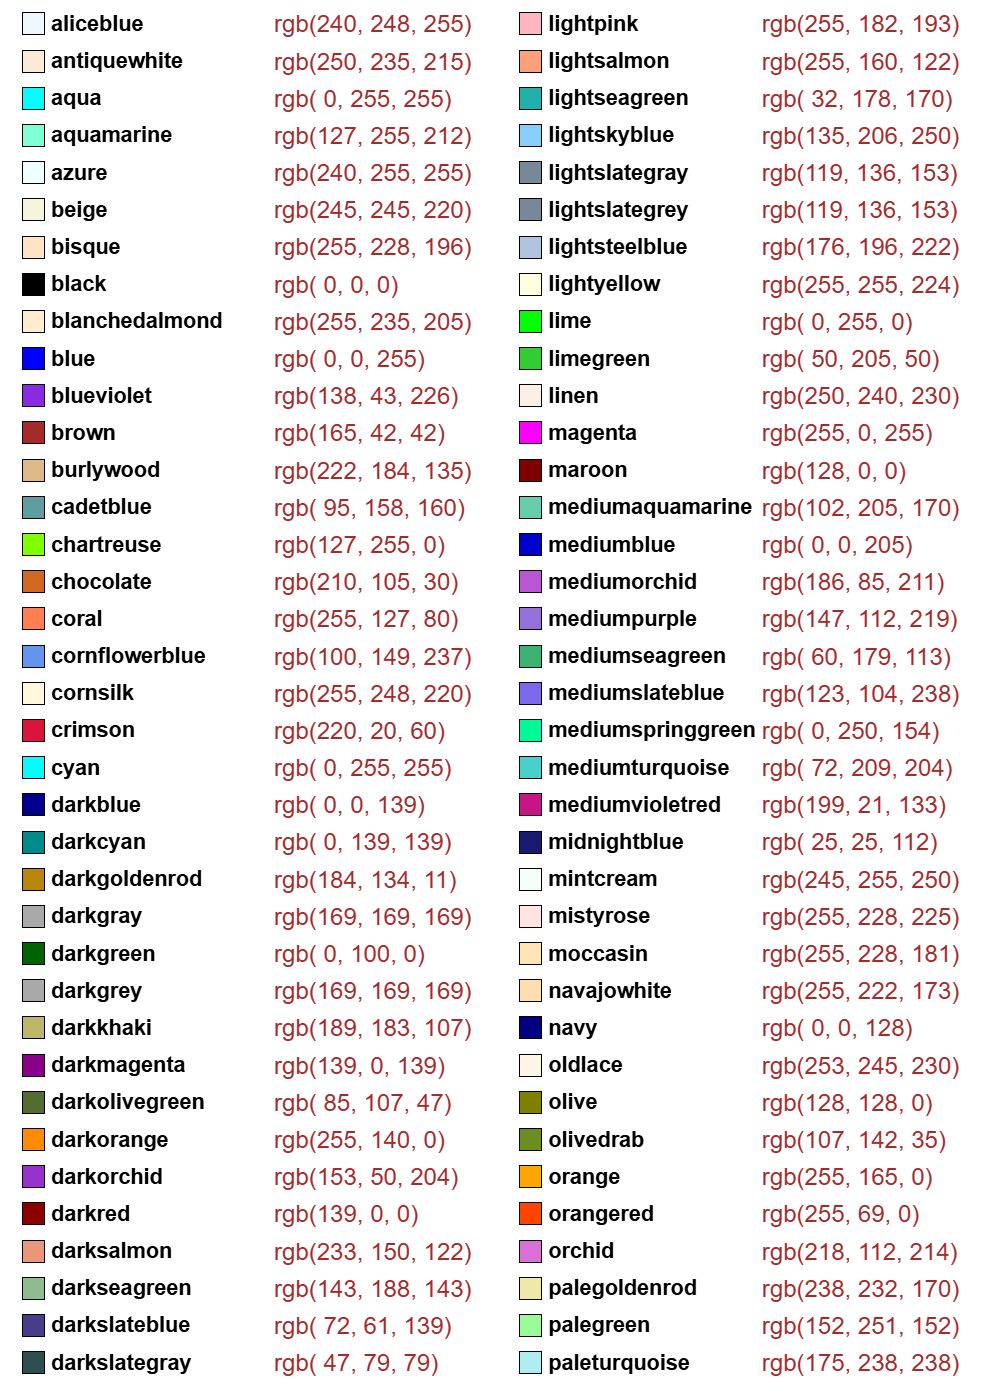 aliceblue rgb(240, 248, 255)
antiquewhite rgb(250, 235, 215)
aqua rgb( 0, 255, 255)
aquamarine rgb(127, 255, 212)
azure rgb(240, 255, 255)
beige rgb(245, 245, 220)
bisque rgb(255, 228, 196)
black rgb( 0, 0, 0)
blanchedalmond rgb(255, 235, 205)
blue rgb( 0, 0, 255)
blueviolet rgb(138, 43, 226)
brown rgb(165, 42, 42)
burlywood rgb(222, 184, 135)
cadetblue rgb( 95, 158, 160)
chartreuse rgb(127, 255, 0)
chocolate rgb(210, 105, 30)
coral rgb(255, 127, 80)
cornflowerblue rgb(100, 149, 237)
cornsilk rgb(255, 248, 220)
crimson rgb(220, 20, 60)
cyan rgb( 0, 255, 255)
darkblue rgb( 0, 0, 139)
darkcyan rgb( 0, 139, 139)
darkgoldenrod rgb(184, 134, 11)
darkgray rgb(169, 169, 169)
darkgreen rgb( 0, 100, 0)
darkgrey rgb(169, 169, 169)
darkkhaki rgb(189, 183, 107)
darkmagenta rgb(139, 0, 139)
darkolivegreen rgb( 85, 107, 47)
darkorange rgb(255, 140, 0)
darkorchid rgb(153, 50, 204)
darkred rgb(139, 0, 0)
darksalmon rgb(233, 150, 122)
darkseagreen rgb(143, 188, 143)
darkslateblue rgb( 72, 61, 139)
darkslategray rgb( 47, 79, 79)
lightpink rgb(255, 182, 193)
lightsalmon rgb(255, 160, 122)
lightseagreen rgb( 32, 178, 170)
lightskyblue rgb(135, 206, 250)
lightslategray rgb(119, 136, 153)
lightslategrey rgb(119, 136, 153)
lightsteelblue rgb(176, 196, 222)
lightyellow rgb(255, 255, 224)
lime rgb( 0, 255, 0)
limegreen rgb( 50, 205, 50)
linen rgb(250, 240, 230)
magenta rgb(255, 0, 255)
maroon rgb(128, 0, 0)
mediumaquamarine rgb(102, 205, 170)
mediumblue rgb( 0, 0, 205)
mediumorchid rgb(186, 85, 211)
mediumpurple rgb(147, 112, 219)
mediumseagreen rgb( 60, 179, 113)
mediumslateblue rgb(123, 104, 238)
mediumspringgreen rgb( 0, 250, 154)
mediumturquoise rgb( 72, 209, 204)
mediumvioletred rgb(199, 21, 133)
midnightblue rgb( 25, 25, 112)
mintcream rgb(245, 255, 250)
mistyrose rgb(255, 228, 225)
moccasin rgb(255, 228, 181)
navajowhite rgb(255, 222, 173)
navy rgb( 0, 0, 128)
oldlace rgb(253, 245, 230)
olive rgb(128, 128, 0)
olivedrab rgb(107, 142, 35)
orange rgb(255, 165, 0)
orangered rgb(255, 69, 0)
orchid rgb(218, 112, 214)
palegoldenrod rgb(238, 232, 170)
palegreen rgb(152, 251, 152)
paleturquoise rgb(175, 238, 238)